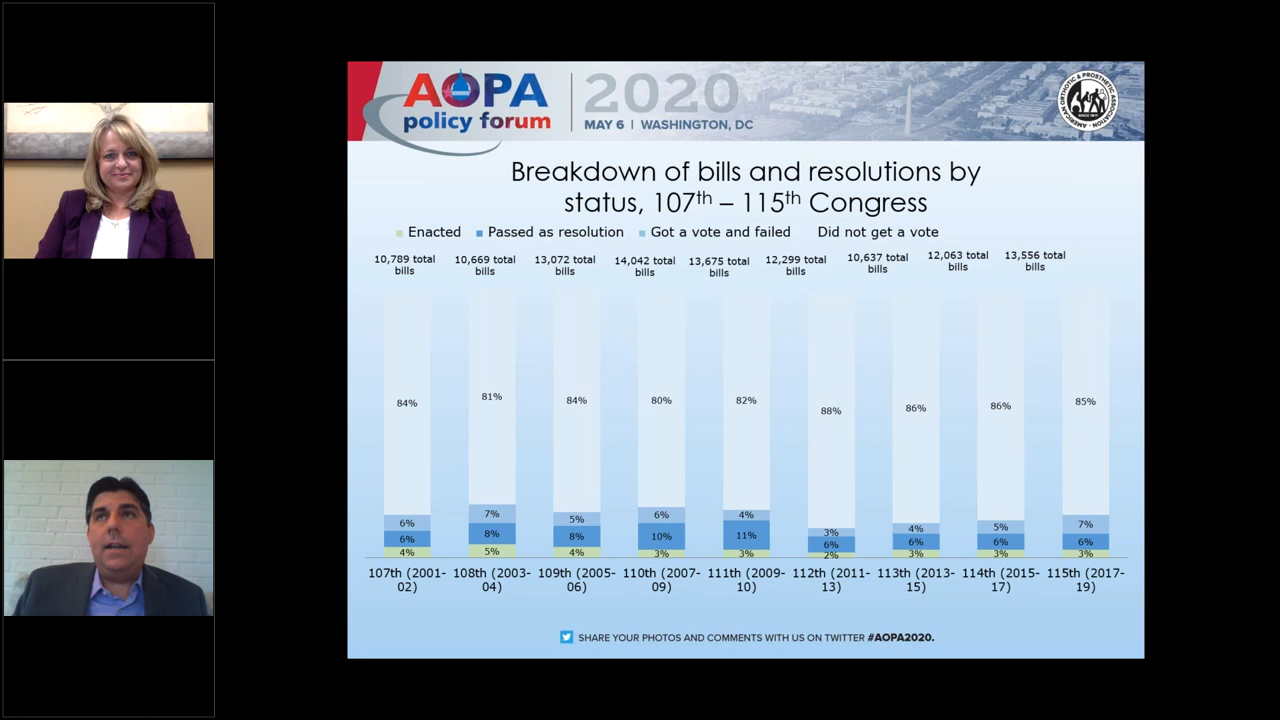 AOPA
policy forum
2020
MAY 6 | WASHINGTON, DC
AMERICAN ORTHOTIC & PROSTHETIC ASSOCIATION
SINCE 1917
Breakdown of bills and resolutions by
status, 107th – 115th Congress
Enacted Passed as resolution Got a vote and failed Did not get a vote
10,789 total
bills
10,669 total
bills
13,072 total
bills
14,042 total
bills
13,675 total
bills
12,299 total
bills
10,637 total
bills
12,063 total
bills
13,556 total
bills
84% 81% 84% 80% 82% 88% 86% 86% 85%
6% 7% 5% 6% 4% 3% 4% 5% 7%
6% 8% 8% 10% 11% 6% 6% 6% 6%
4% 5% 4% 3% 3% 2% 3% 3% 3%
107th (2001-
02)
108th (2003-
04)
109th (2005-
06)
110th (2007-
09)
111th (2009-
10)
112th (2011-
13)
113th (2013-
15)
114th (2015-
17)
115th (2017-
19)
SHARE YOUR PHOTOS AND COMMENTS WITH US ON TWITTER #AOPA2020.